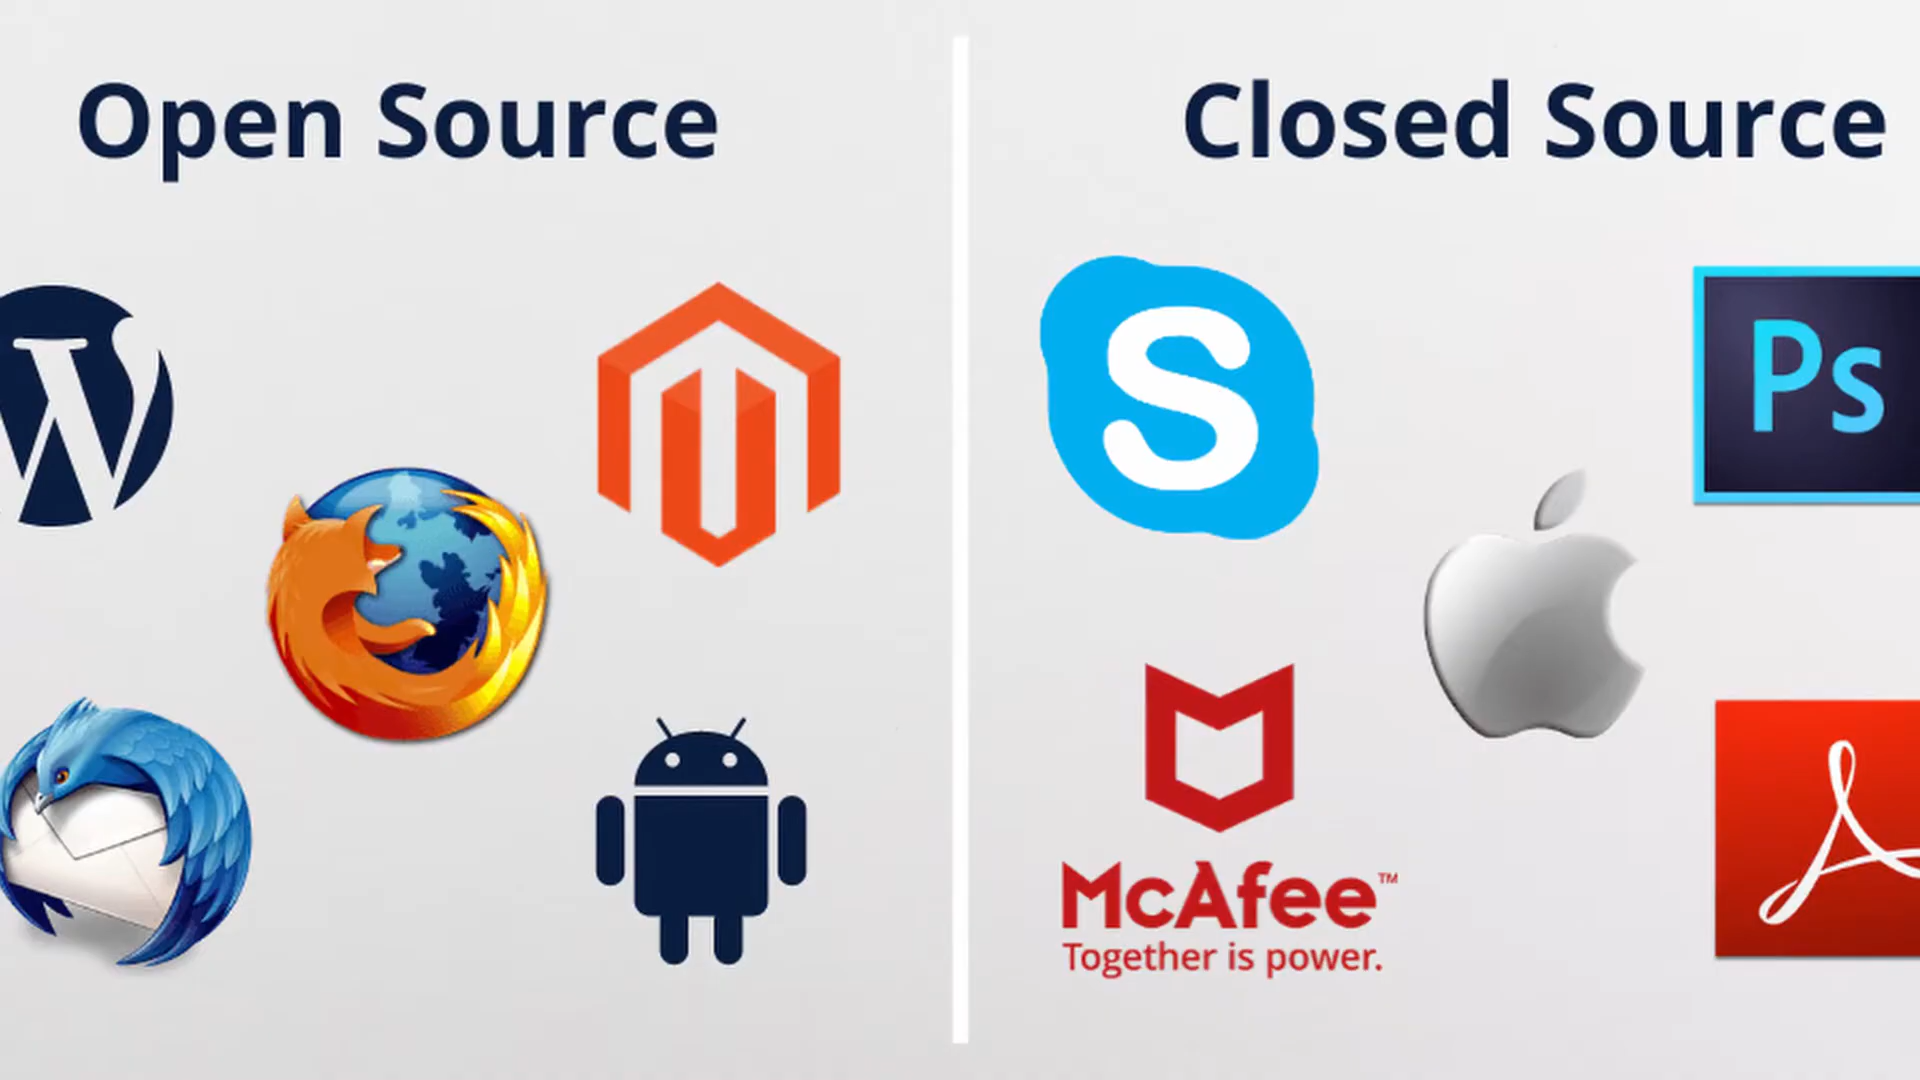 Open Source
Closed Source
W
S
Ps
McAfee™
Together is power.